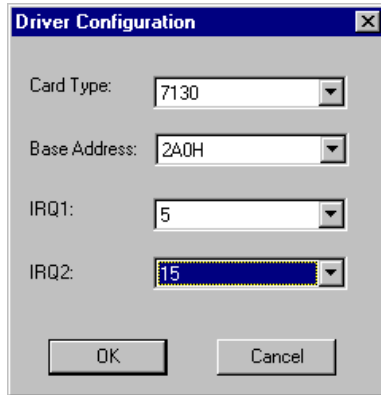 Driver Configuration
Card Type: 7130
Base Address: 2A0H
IRQ1: 5
IRQ2: 15
OK Cancel